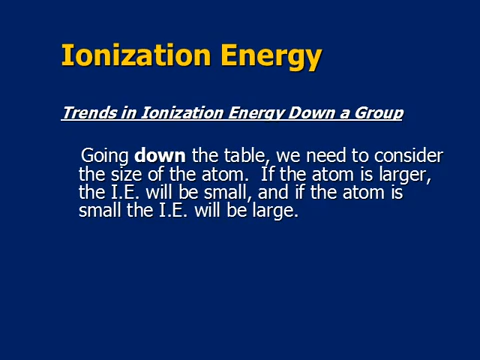 Ionization Energy
Trends in Ionization Energy Down a Group
Going down the table, we need to consider
the size of the atom.  If the atom is larger,
the I.E. will be small, and if the atom is
small the I.E. will be large.